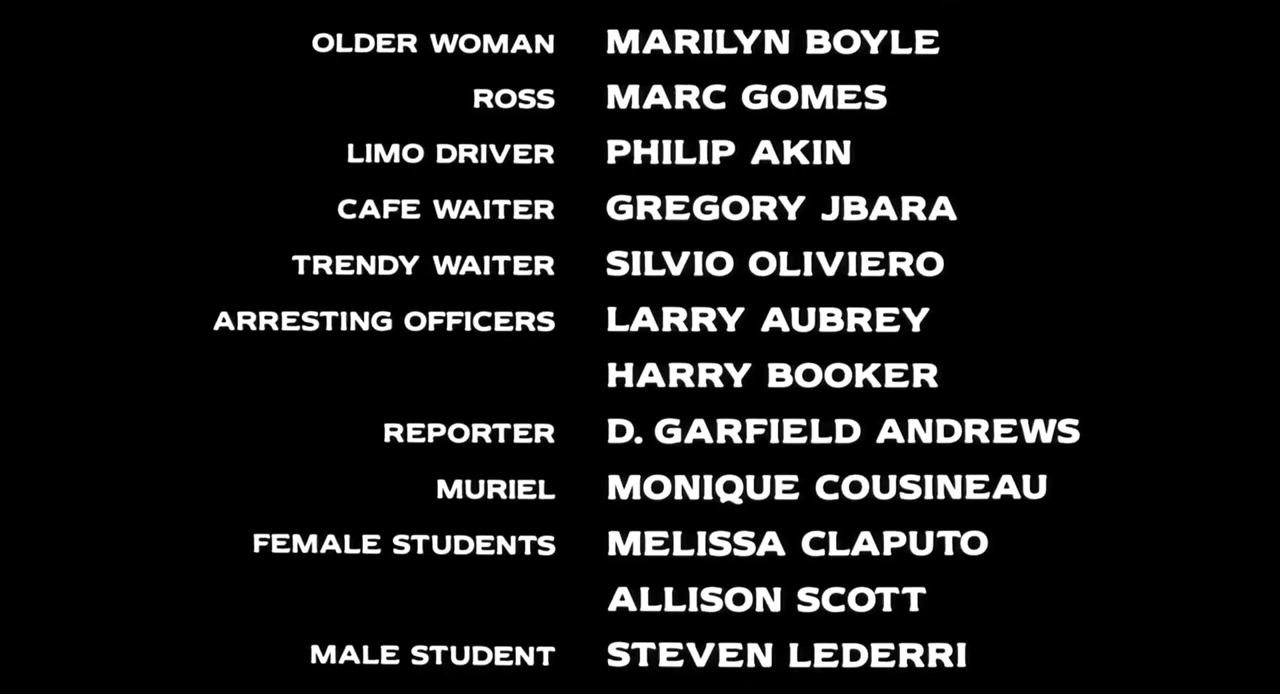 OLDER WOMAN MARILYN BOYLE
ROSS MARC GOMES
LIMO DRIVER PHILIP AKIN
CAFE WAITER GREGORY JBARA
TRENDY WAITER SILVIO OLIVIERO
ARRESTING OFFICERS LARRY AUBREY
HARRY BOOKER
REPORTER D. GARFIELD ANDREWS
MURIEL MONIQUE COUSINEAU
FEMALE STUDENTS MELISSA CLAPUTO
ALLISON SCOTT
MALE STUDENT STEVEN LEDERRI